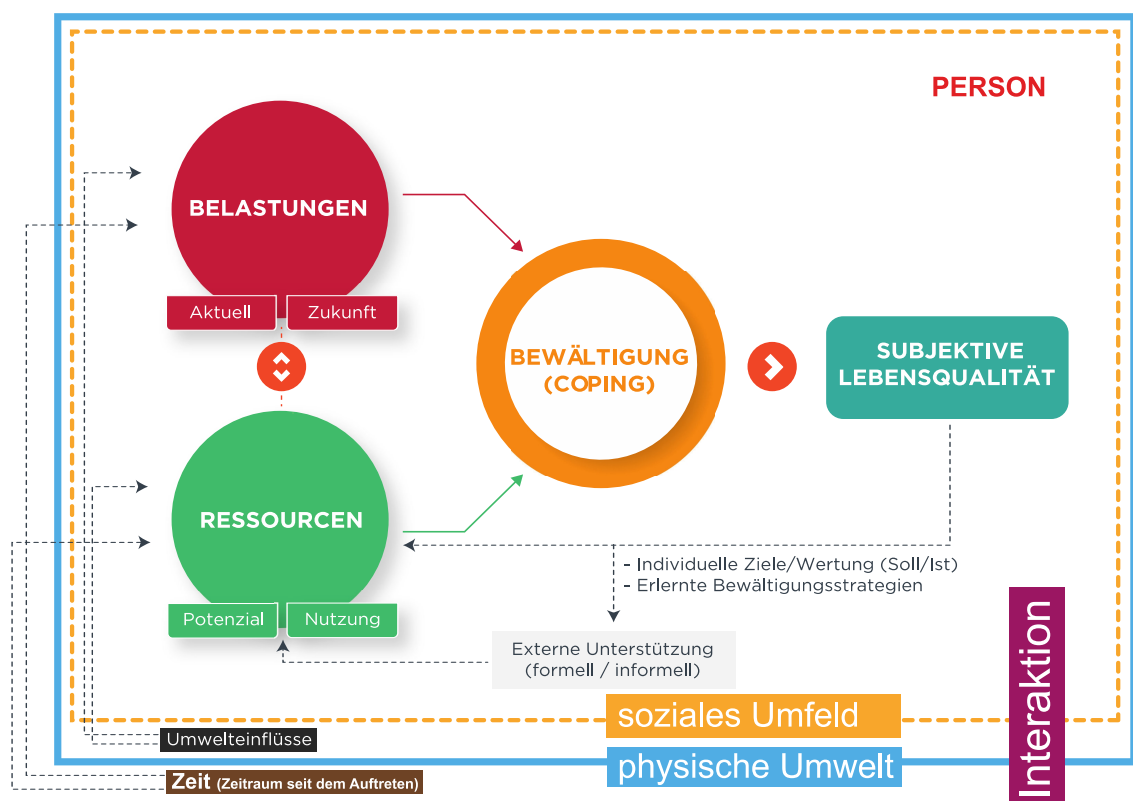 PERSON
BELASTUNGEN
Aktuell
Zukunft
BEWÄLTIGUNG
(COPING)
SUBJEKTIVE
LEBENSQUALITÄT
RESSOURCEN
Potenzial
Nutzung
- Individuelle Ziele/Wertung (Soll/Ist)
- Erlernte Bewältigungsstrategien
Externe Unterstützung
(formell / informell)
soziales Umfeld
physische Umwelt
Interaktion
Umwelteinflüsse
Zeit (Zeitraum seit dem Auftreten)